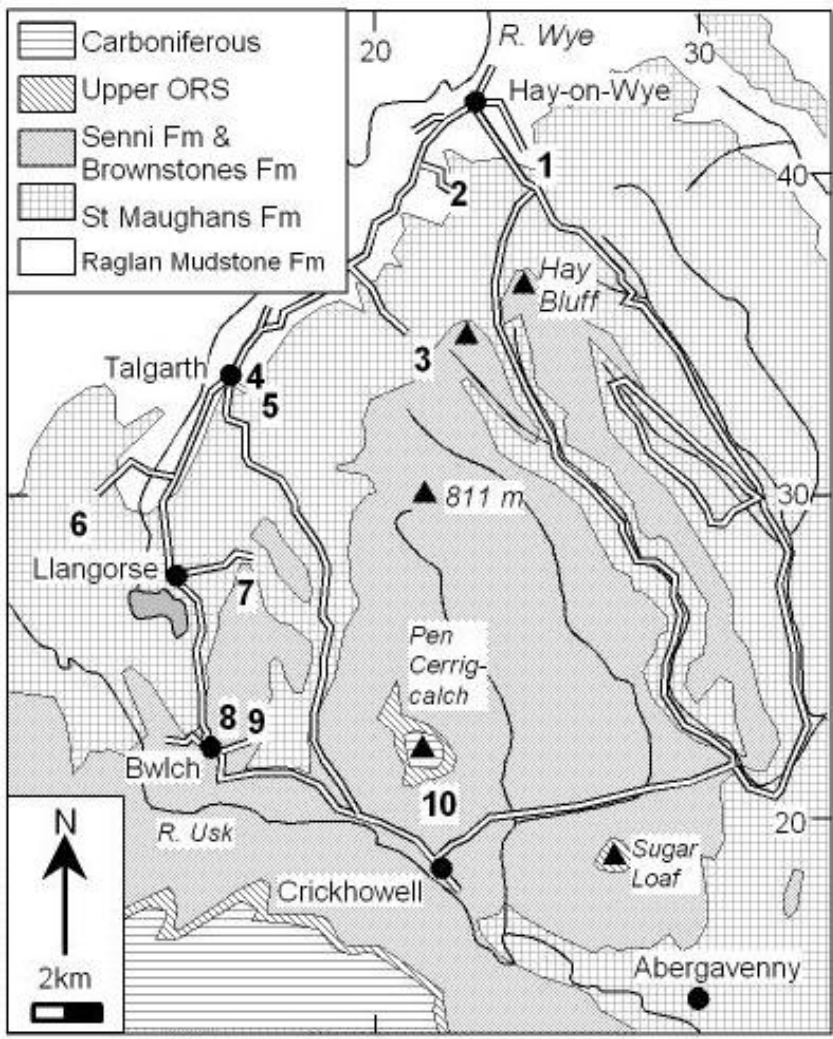 Carboniferous
Upper ORS
Senni Fm &
Brownstones Fm
St Maughans Fm
Raglan Mudstone Fm
20
R. Wye
30
Hay-on-Wye
1
2
40
Hay
Bluff
3
Talgarth
4
5
811 m
30
6
Llangorse
7
Pen
Cerrig-
calch
8
9
Bwlch
10
R. Usk
20
Sugar
Loaf
Crickhowell
N
2km
Abergavenny